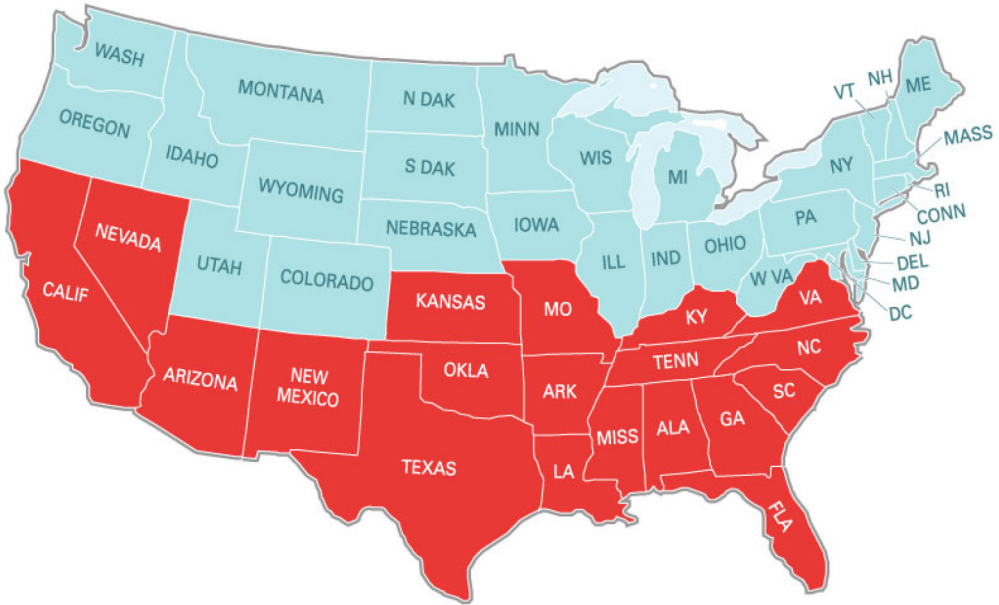 WASH
MONTANA
N DAK
MINN
VT
NH
ME
OREGON
IDAHO
S DAK
WIS
MI
NY
MASS
WYOMING
NEBRASKA
IOWA
PA
RI
CONN
NEVADA
UTAH
COLORADO
ILL
IND
OHIO
NJ
DEL
MD
DC
W VA
CALIF
KANSAS
MO
KY
VA
ARIZONA
NEW
MEXICO
OKLA
ARK
TENN
NC
SC
TEXAS
LA
MISS
ALA
GA
FLA